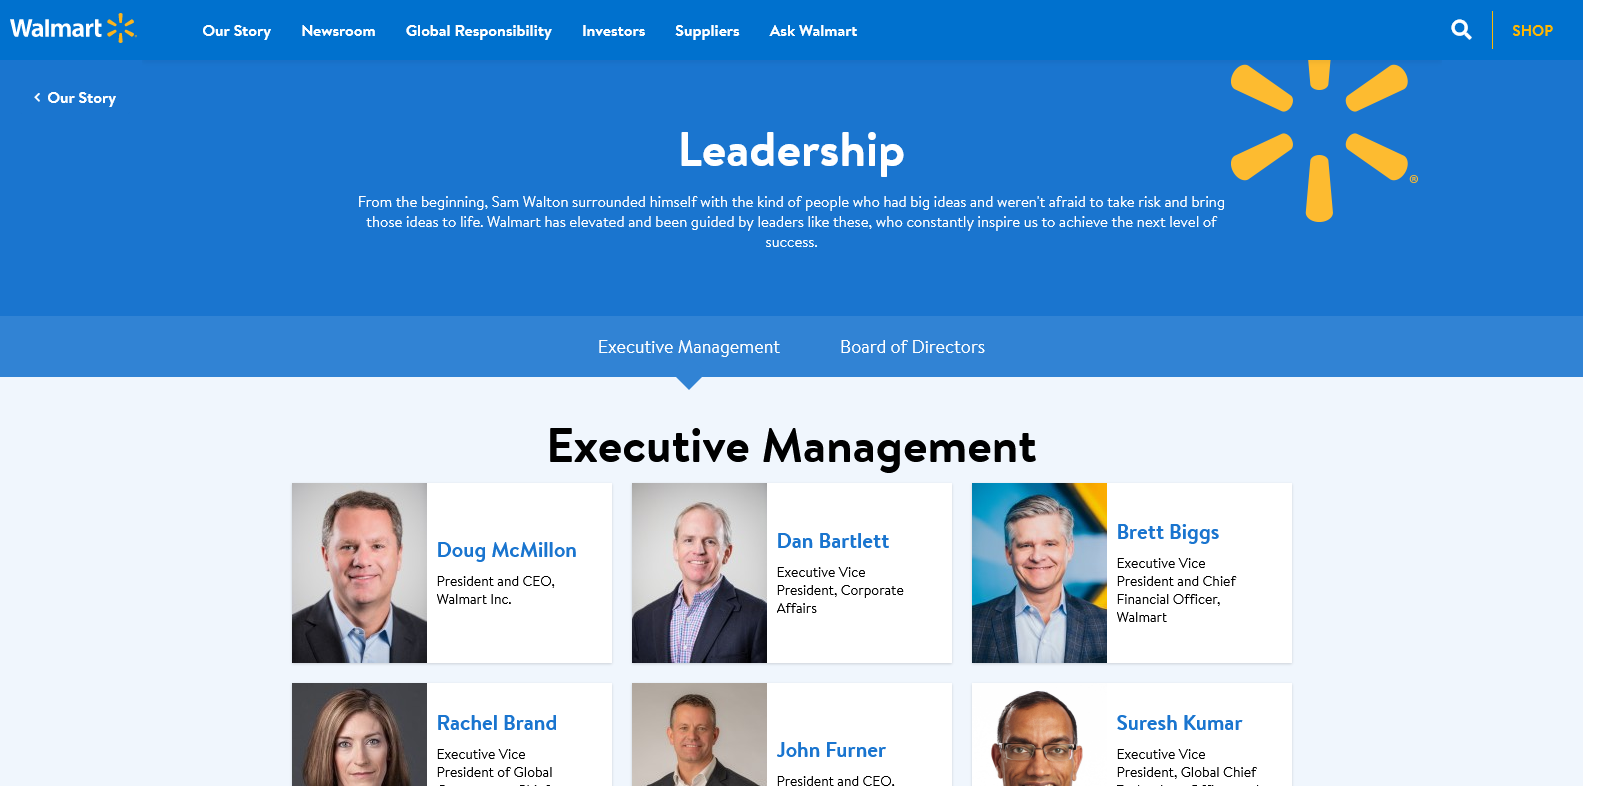 Walmart
Our Story
Newsroom
Global Responsibility
Investors
Suppliers
Ask Walmart
SHOP
Our Story
Leadership
From the beginning, Sam Walton surrounded himself with the kind of people who had big ideas and weren't afraid to take risk and bring
those ideas to life. Walmart has elevated and been guided by leaders like these, who constantly inspire us to achieve the next level of
success.
®
Executive Management
Board of Directors
Executive Management
Doug McMillon
President and CEO,
Walmart Inc.
Dan Bartlett
Executive Vice
President, Corporate
Affairs
Brett Biggs
Executive Vice
President and Chief
Financial Officer,
Walmart
Rachel Brand
Executive Vice
President of Global
John Furner
President and CEO,
Suresh Kumar
Executive Vice
President, Global Chief